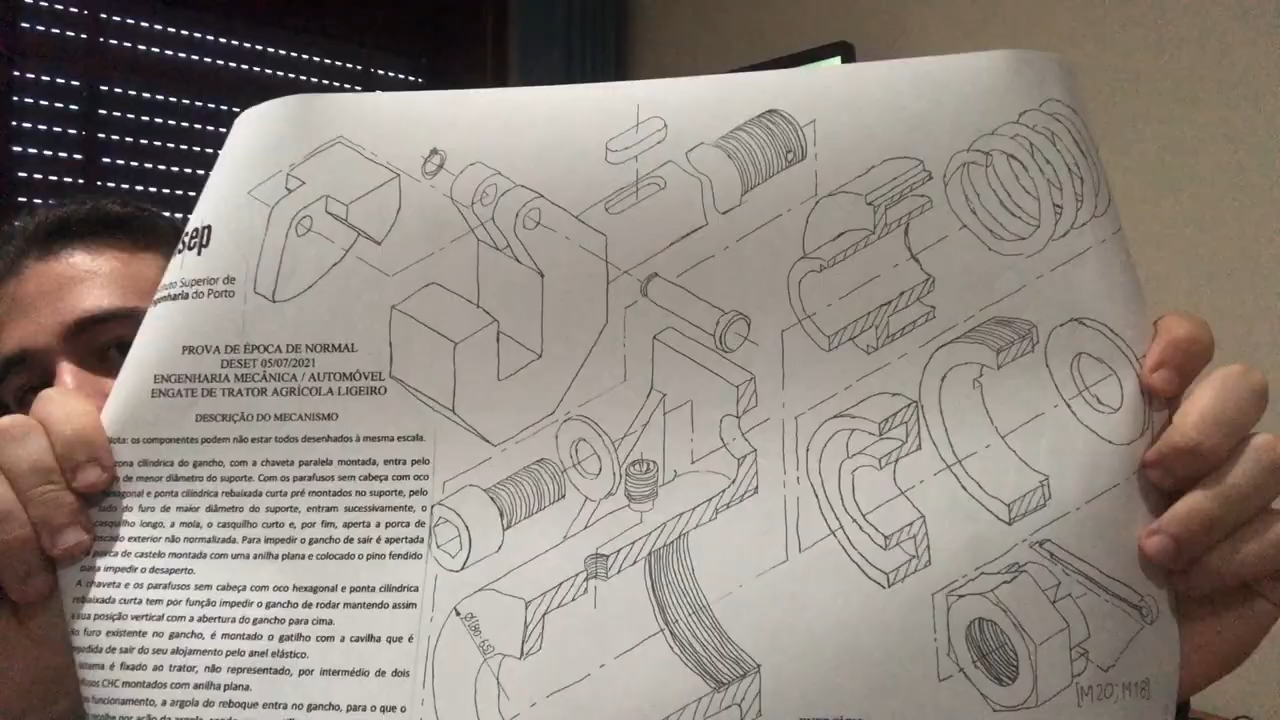 sep
Superior de
do Porto
PROVA DE ÉPOCA DE NORMAL
DESET 05/07/2021
ENGENHARIA MECÂNICA / AUTOMÓVEL
ENGATE DE TRATOR AGRÍCOLA LIGEIRO
DESCRIÇÃO DO MECANISMO
Nota: os componentes podem não estar todos desenhados à mesma escala.
zona cilíndrica do gancho, com a chaveta paralela montada, entra pelo
de menor diâmetro do suporte. Com os parafusos sem cabeça com oco
hexagonal e ponta cilíndrica rebaixada curta pré montados no suporte, pelo
lado do furo de maior diâmetro do suporte, entram sucessivamente, o
casquilho longo, a mola, o casquilho curto e, por fim, aperta a porca de
exterior não normalizada. Para impedir o gancho de sair é apertada
a porca de castelo montada com uma anilha plana e colocado o pino fendido
para impedir o desaperto.
A chaveta e os parafusos sem cabeça com oco hexagonal e ponta cilíndrica
rebaixada curta tem por função impedir o gancho de rodar mantendo assim
a sua posição vertical com a abertura do gancho para cima.
furo existente no gancho, é montado o gatilho com a cavilha que é
de sair do seu alojamento pelo anel elástico.
é fixado ao trator, não representado, por intermédio de dois
CHC montados com anilha plana.
funcionamento, a argola do reboque entra no gancho, para o que o
[M20; M18]